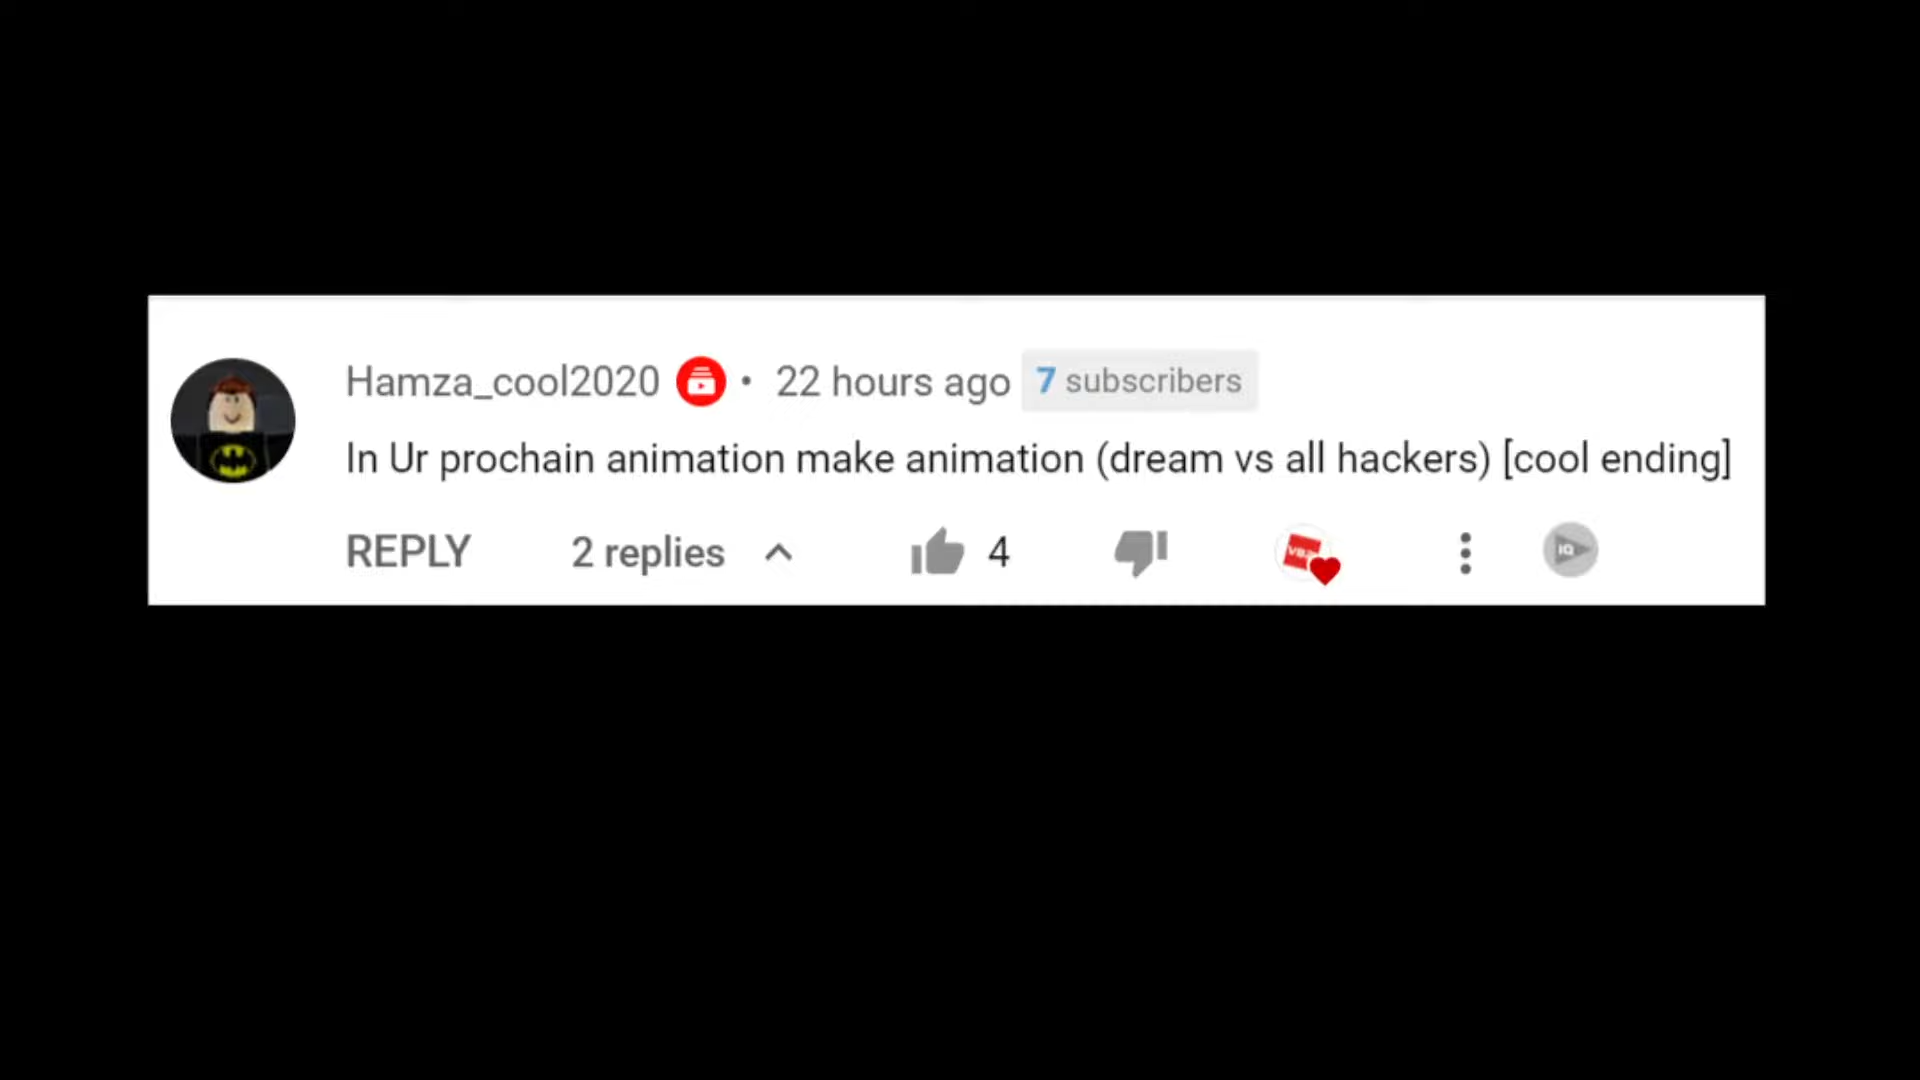 Hamza_cool2020 • 22 hours ago 7 subscribers
In Ur prochain animation make animation (dream vs all hackers) [cool ending]
REPLY 2 replies 4
IQ